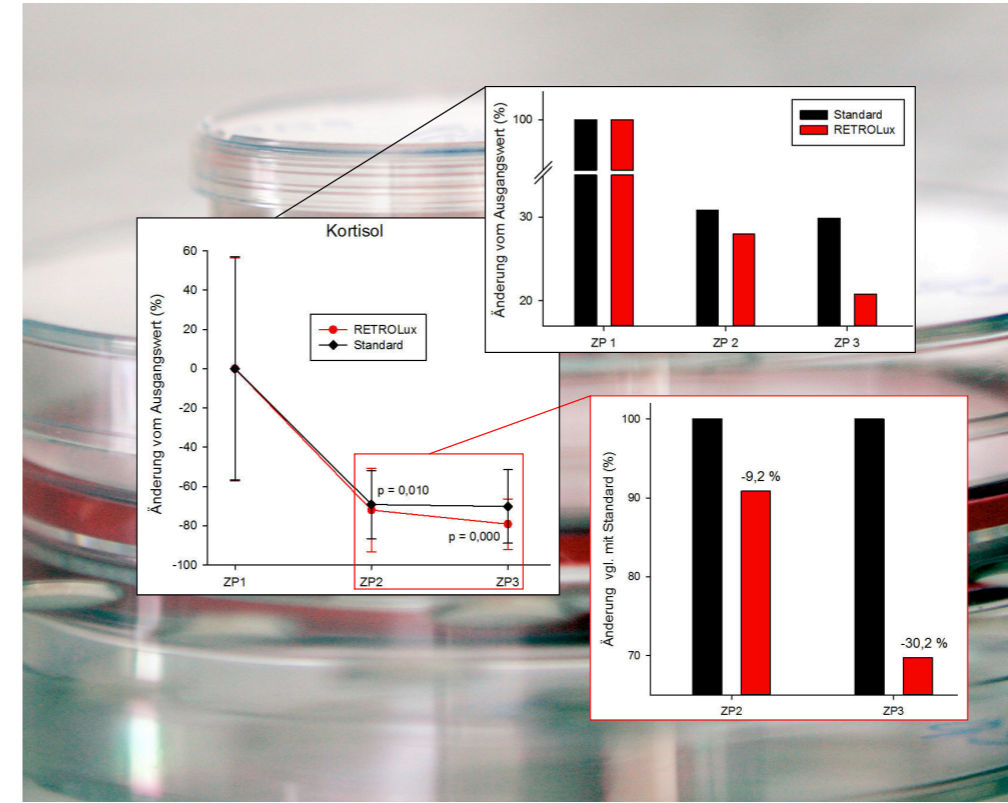 Änderung vom Ausgangswert (%)
100
30
20
Standard
RETROLux
ZP 1
ZP 2
ZP 3
Kortisol
Änderung vom Ausgangswert (%)
60
40
20
0
-20
-40
-60
-80
-100
RETROLux
Standard
p = 0,010
p = 0,000
ZP1
ZP2
ZP3
Änderung vgl. mit Standard (%)
100
90
80
70
-9,2 %
-30,2 %
ZP2
ZP3